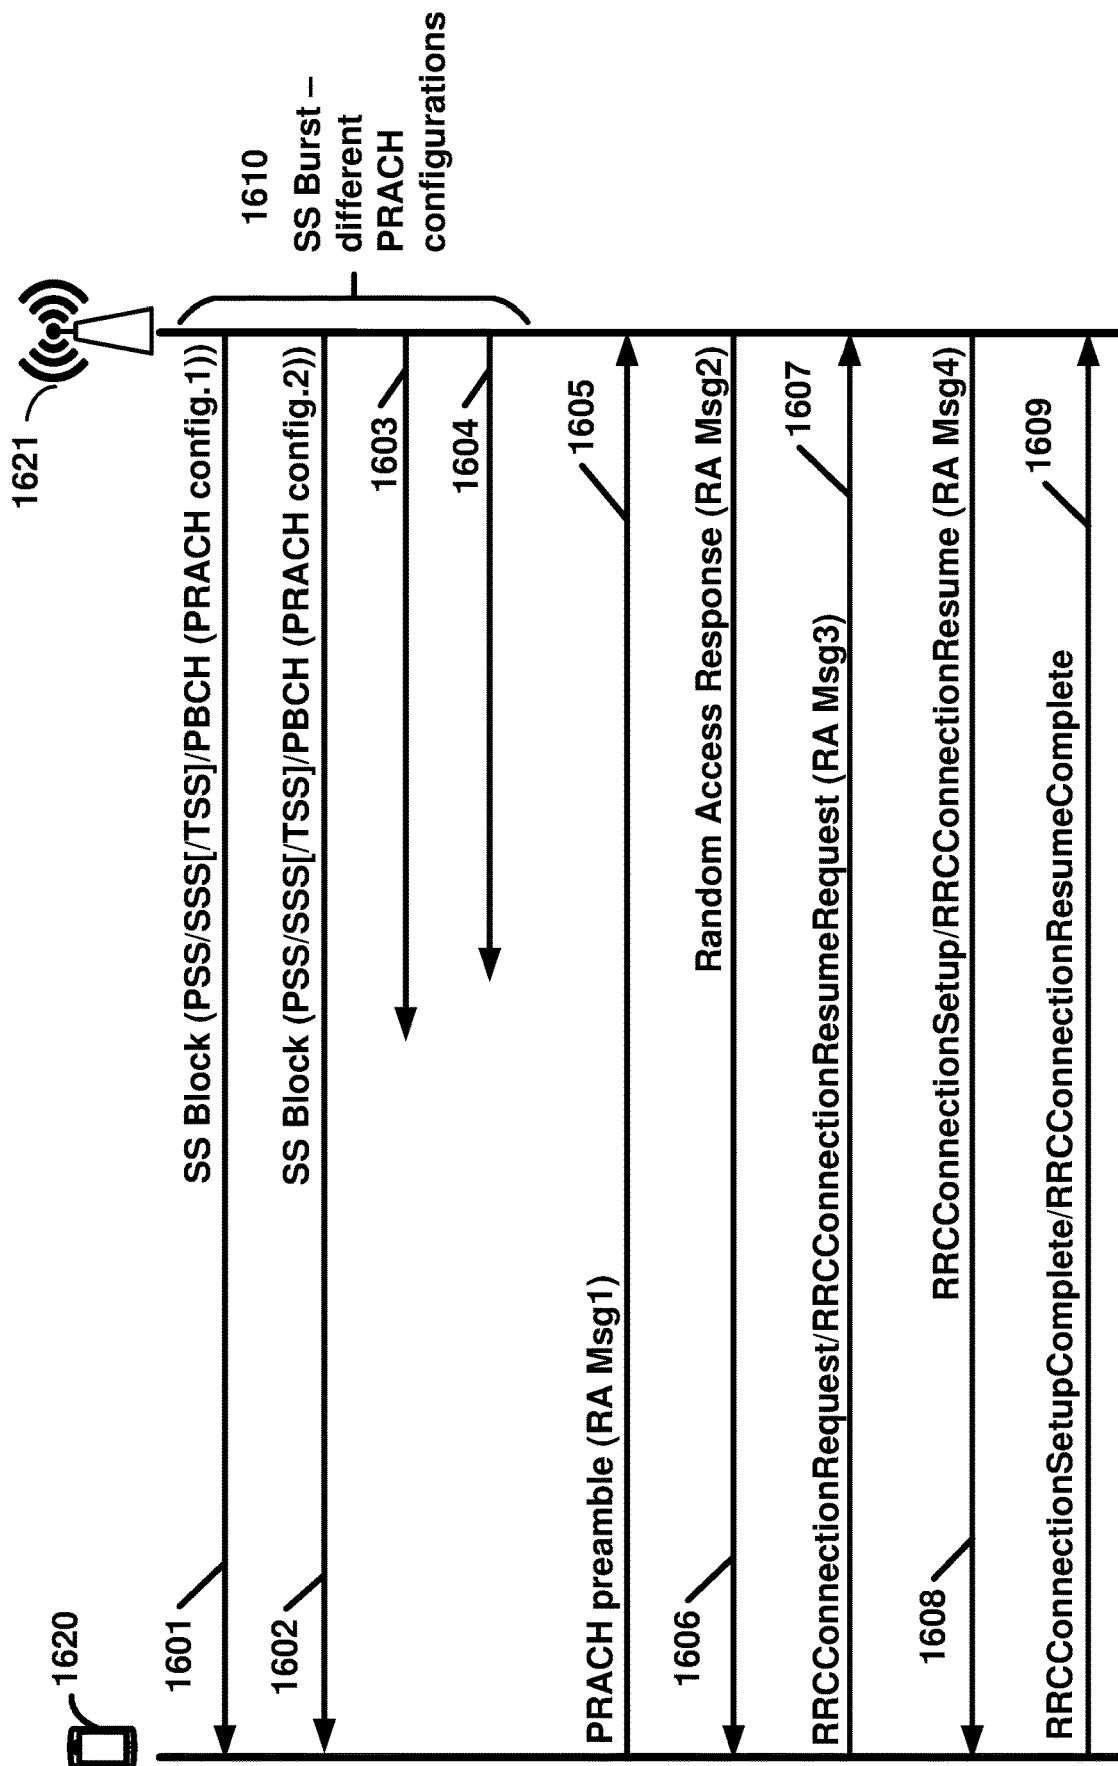 1620
1621
SS Block (PSS/SSS[/TSS]/PBCH (PRACH config.1))
1601
SS Block (PSS/SSS[/TSS]/PBCH (PRACH config.2))
1602
1603
1604
1610
SS Burst –
different
PRACH
configurations
PRACH preamble (RA Msg1)
1605
Random Access Response (RA Msg2)
1606
RRCConnectionRequest/RRCConnectionResumeRequest (RA Msg3)
1607
RRCConnectionSetup/RRCConnectionResume (RA Msg4)
1608
RRCConnectionSetupComplete/RRCConnectionResumeComplete
1609